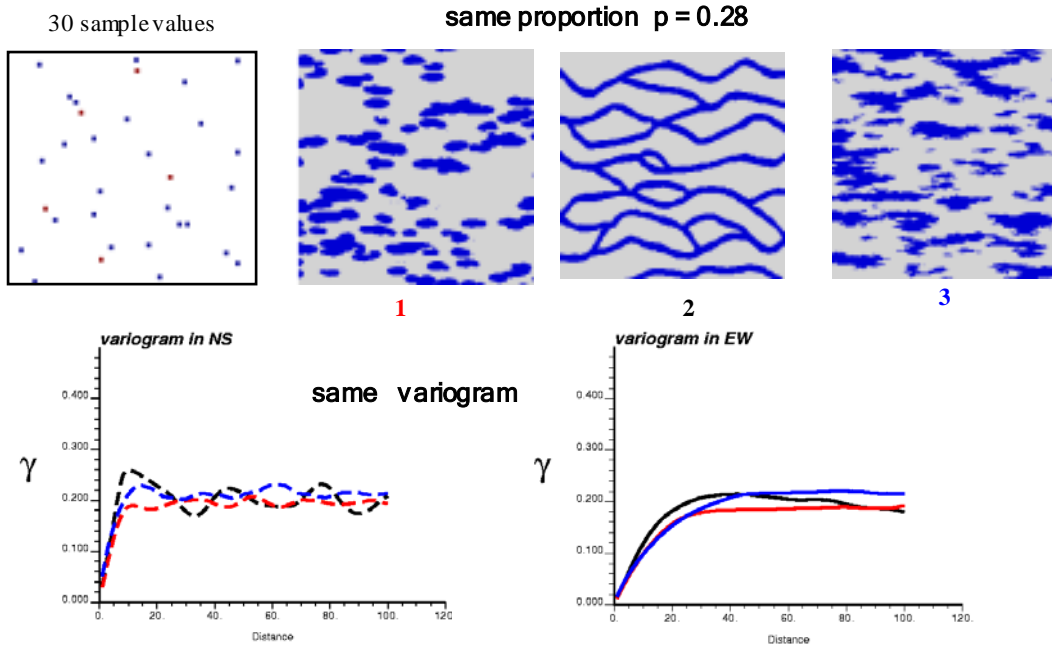 30 sample values
same proportion p = 0.28
1
2
3
variogram in NS
same variogram
γ
0.400
0.300
0.200
0.100
0.000
0. 20. 40. 60. 80. 100. 120.
Distance
variogram in EW
γ
0.400
0.300
0.200
0.100
0.000
0. 20. 40. 60. 80. 100. 120.
Distance